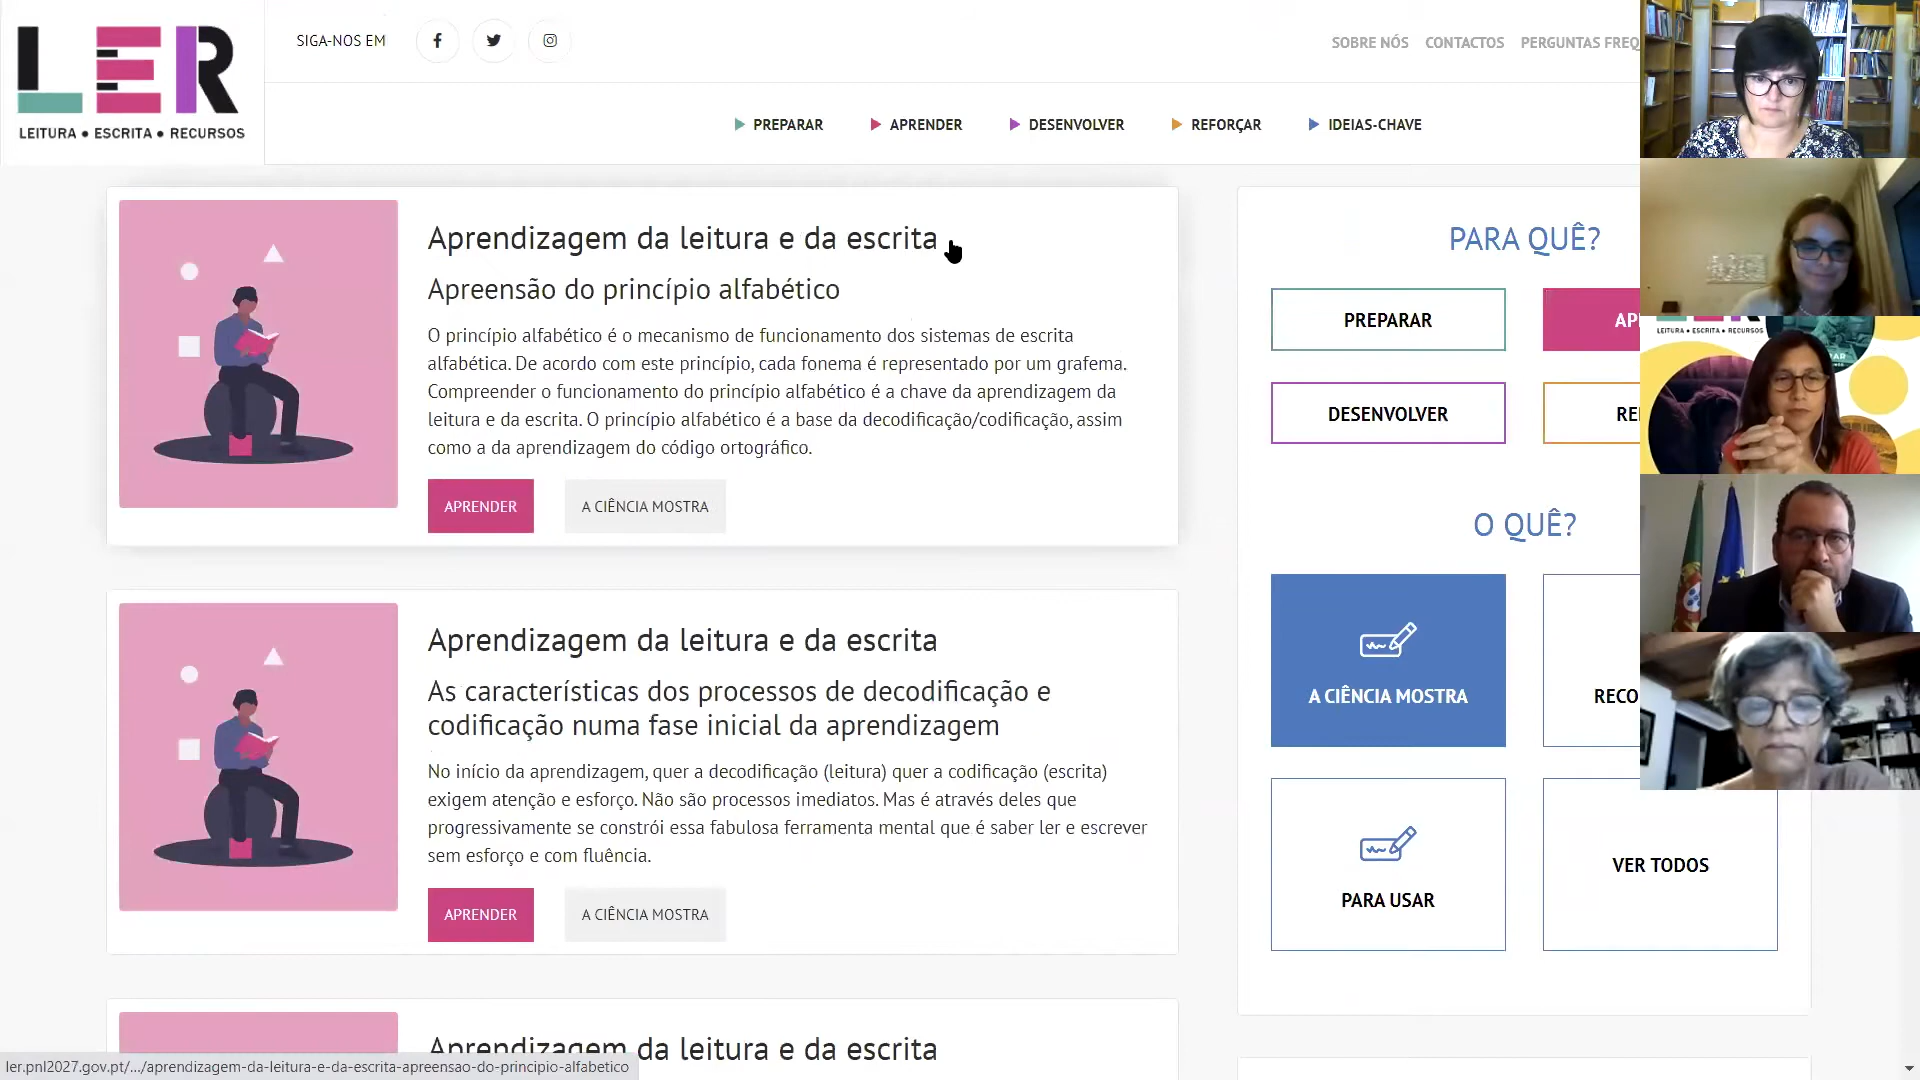 LER
LEITURA • ESCRITA • RECURSOS
SIGA-NOS EM
SOBRE NÓS
CONTACTOS
PERGUNTAS FREQ
PREPARAR
APRENDER
DESENVOLVER
REFORÇAR
IDEIAS-CHAVE
Aprendizagem da leitura e da escrita
Apreensão do princípio alfabético
O princípio alfabético é o mecanismo de funcionamento dos sistemas de escrita
alfabética. De acordo com este princípio, cada fonema é representado por um grafema.
Compreender o funcionamento do princípio alfabético é a chave da aprendizagem da
leitura e da escrita. O princípio alfabético é a base da decodificação/codificação, assim
como a da aprendizagem do código ortográfico.
APRENDER
A CIÊNCIA MOSTRA
Aprendizagem da leitura e da escrita
As características dos processos de decodificação e
codificação numa fase inicial da aprendizagem
No início da aprendizagem, quer a decodificação (leitura) quer a codificação (escrita)
exigem atenção e esforço. Não são processos imediatos. Mas é através deles que
progressivamente se constrói essa fabulosa ferramenta mental que é saber ler e escrever
sem esforço e com fluência.
APRENDER
A CIÊNCIA MOSTRA
Aprendizagem da leitura e da escrita
PARA QUÊ?
PREPARAR
AP
DESENVOLVER
RE
O QUÊ?
A CIÊNCIA MOSTRA
RECO
PARA USAR
VER TODOS
LEITURA • ESCRITA • RECURSOS
ler.pnl2027.gov.pt/.../aprendizagem-da-leitura-e-da-escrita-apreensao-do-principio-alfabetico